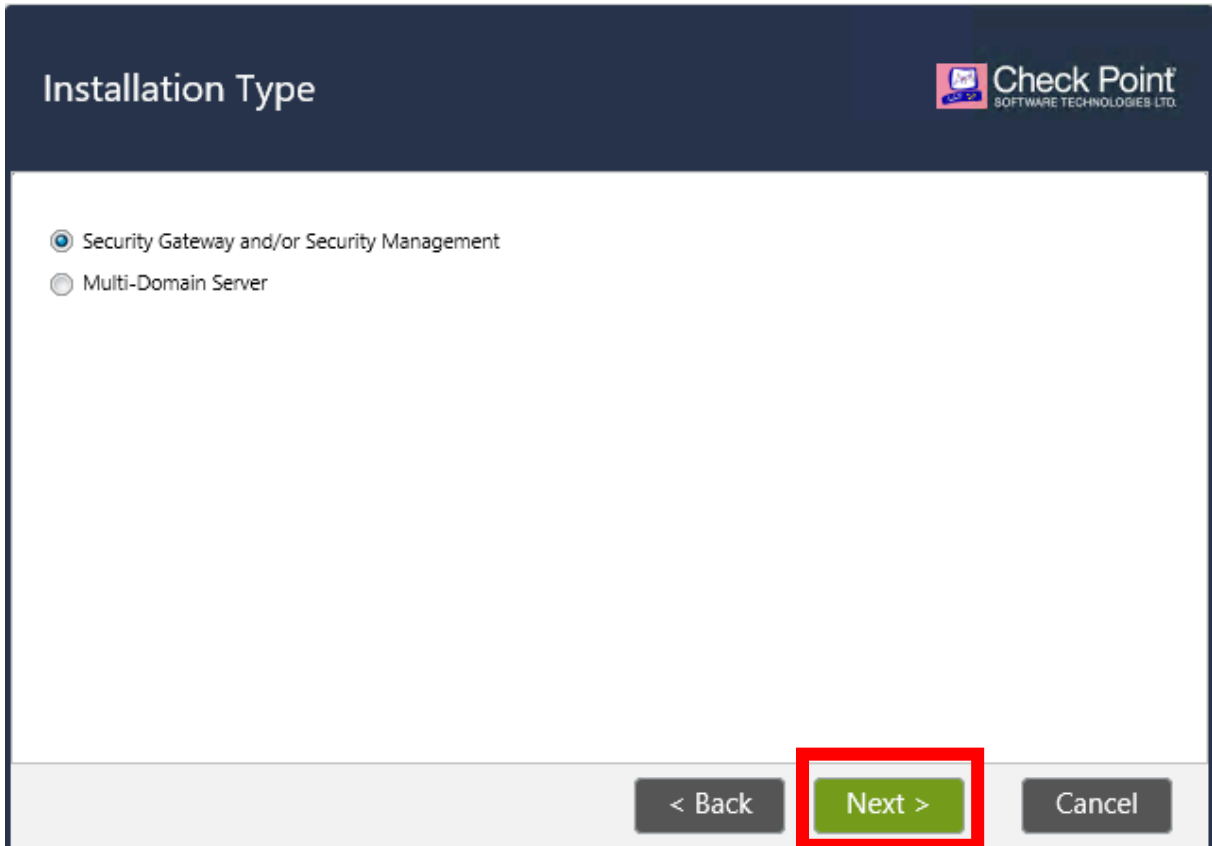 Installation Type
Check Point
SOFTWARE TECHNOLOGIES LTD.
Security Gateway and/or Security Management
Multi-Domain Server
< Back
Next >
Cancel